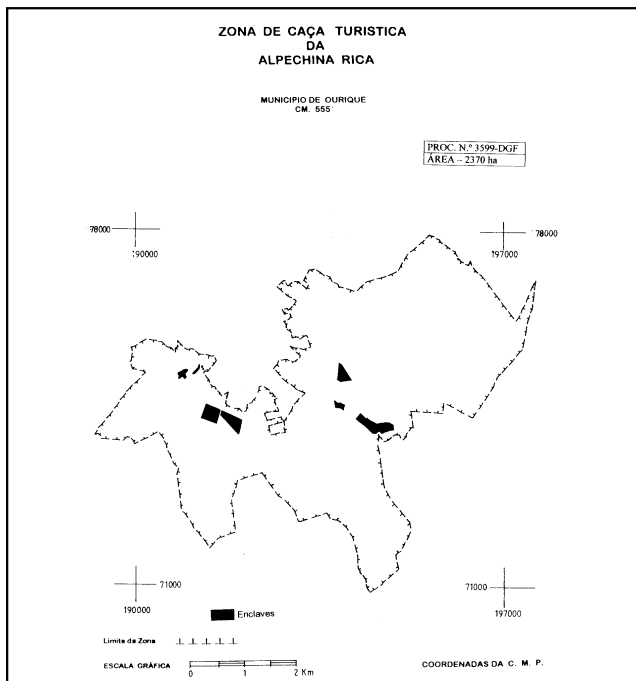 ZONA DE CAÇA TURISTICA
DA
ALPECHINA RICA
MUNICIPIO DE OURIQUE
CM. 555
PROC. N.º 3599-DGF
ÁREA – 2370 ha
78000
190000
78000
197000
71000
190000
71000
197000
Enclaves
Limite da Zona
ESCALA GRÁFICA
0 1 2 Km
COORDENADAS DA C. M. P.